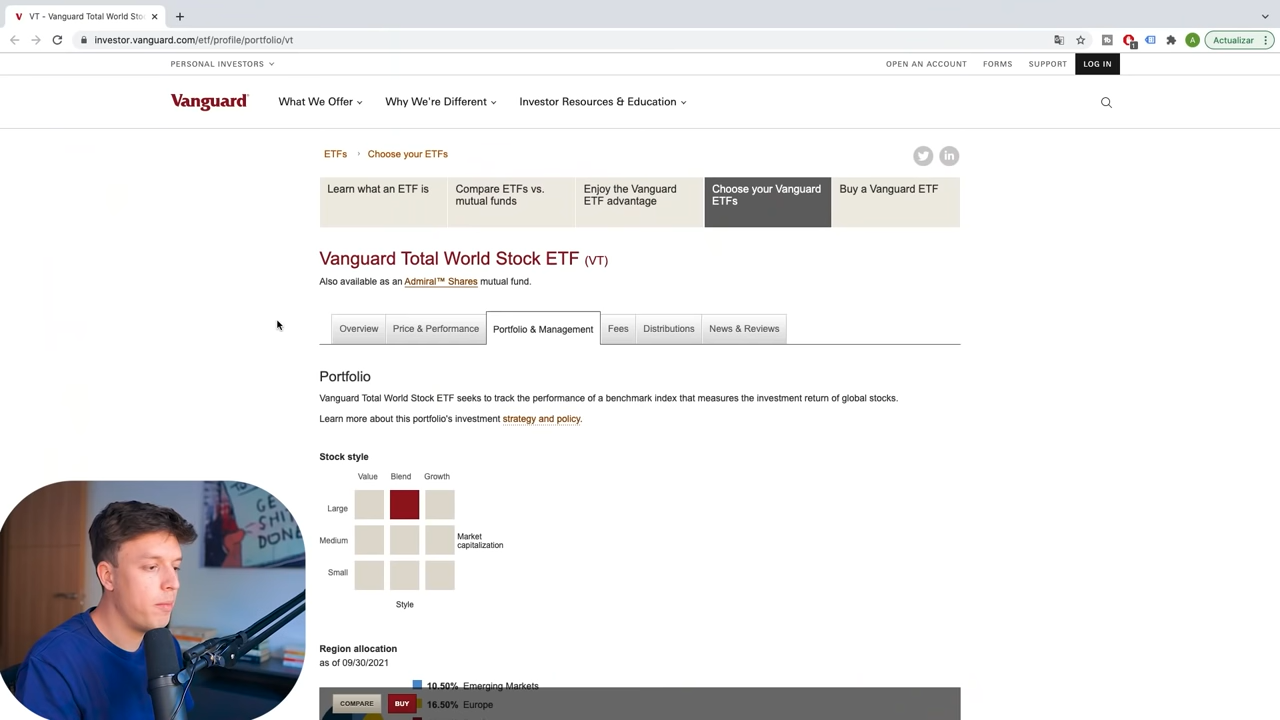 VT - Vanguard Total World Sto
investor.vanguard.com/etf/profile/portfolio/vt
1
A
Actualizar
PERSONAL INVESTORS
OPEN AN ACCOUNT
FORMS
SUPPORT
LOG IN
Vanguard
What We Offer
Why We're Different
Investor Resources & Education
ETFs
Choose your ETFs
Learn what an ETF is
Compare ETFs vs.
mutual funds
Enjoy the Vanguard
ETF advantage
Choose your Vanguard
ETFs
Buy a Vanguard ETF
Vanguard Total World Stock ETF (VT)
Also available as an Admiral™ Shares mutual fund.
Overview
Price & Performance
Portfolio & Management
Fees
Distributions
News & Reviews
Portfolio
Vanguard Total World Stock ETF seeks to track the performance of a benchmark index that measures the investment return of global stocks.
Learn more about this portfolio's investment strategy and policy.
Stock style
Value
Blend
Growth
Large
Medium
Small
Market
capitalization
Style
Region allocation
as of 09/30/2021
10.50% Emerging Markets
16.50% Europe
COMPARE
BUY
GET
SHIT
DONE